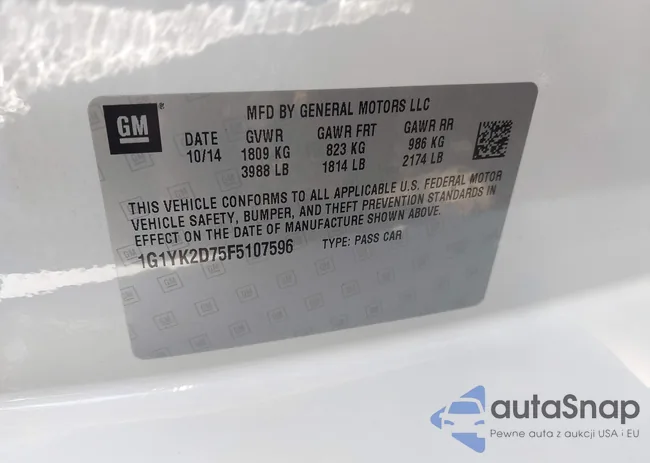 GM
MFD BY GENERAL MOTORS LLC
DATE GVWR GAWR FRT GAWR RR
10/14 1809 KG 823 KG 986 KG
3988 LB 1814 LB 2174 LB
THIS VEHICLE CONFORMS TO ALL APPLICABLE U.S. FEDERAL MOTOR
VEHICLE SAFETY, BUMPER, AND THEFT PREVENTION STANDARDS IN
EFFECT ON THE DATE OF MANUFACTURE SHOWN ABOVE.
1G1YK2D75F5107596 TYPE: PASS CAR
autaSnap
Pewne auta z aukcji USA i EU